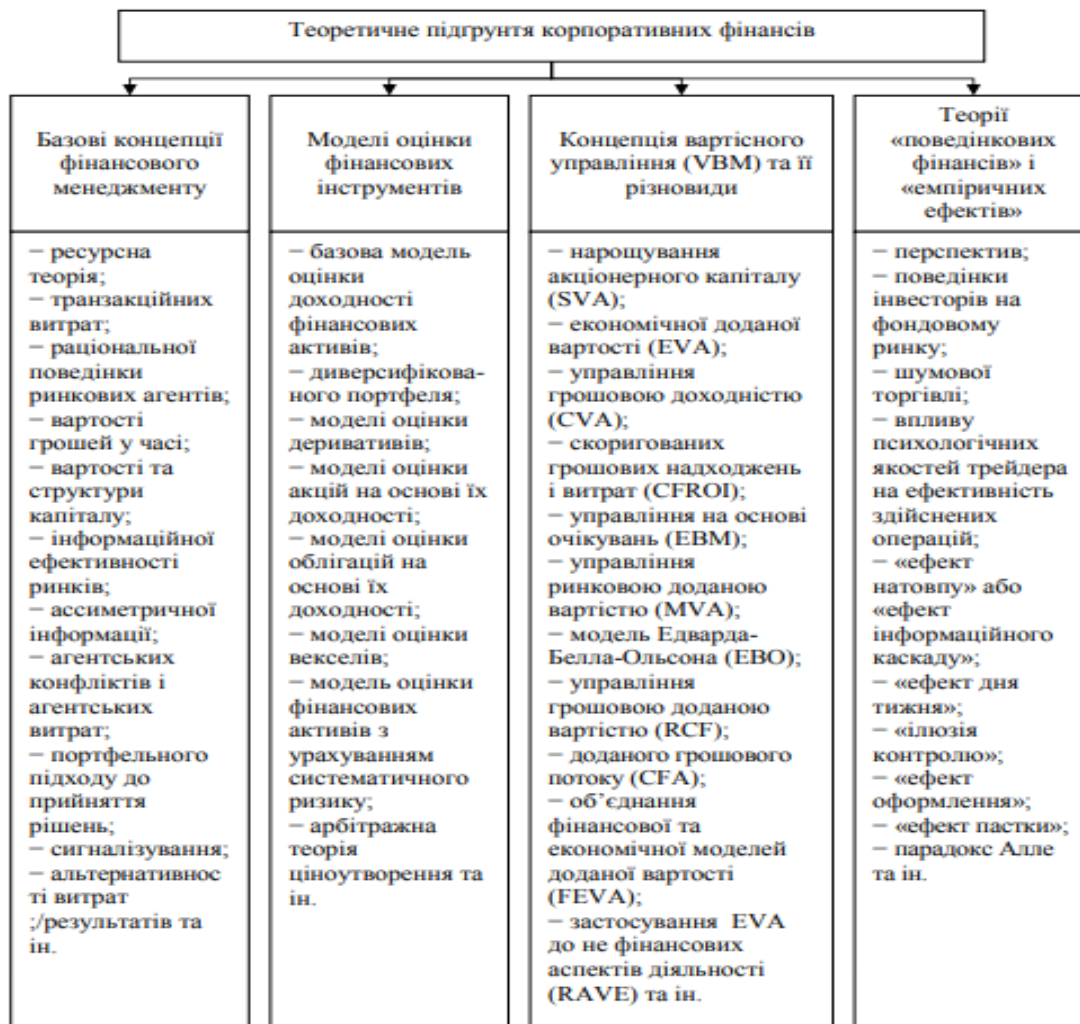 Теоретичне підґрунтя корпоративних фінансів
Базові концепції
фінансового
менеджменту
− ресурсна
теорія;
− транзакційних
витрат;
− раціональної
поведінки
ринкових агентів;
− вартості
грошей у часі;
− вартості та
структури
капіталу;
− інформаційної
ефективності
ринків;
− ассиметричної
інформації;
− агентських
конфліктів і
агентських
витрат;
− портфельного
підходу до
прийняття
рішень;
− сигналізування;
− альтернативнос
ті витрат
;/результатів та
ін.
Моделі оцінки
фінансових
інструментів
− базова модель
оцінки
доходності
фінансових
активів;
− диверсифікова-
ного портфеля;
− моделі оцінки
деривативів;
− моделі оцінки
акцій на основі їх
доходності;
− моделі оцінки
облігацій на
основі їх
доходності;
− моделі оцінки
векселів;
− модель оцінки
фінансових
активів з
урахуванням
систематичного
ризику;
− арбітражна
теорія
ціноутворення та
ін.
Концепція вартісного
управління (VBM) та її
різновиди
− нарощування
акціонерного капіталу
(SVA);
− економічної доданої
вартості (EVA);
− управління
грошовою доходністю
(CVA);
− скоригованих
грошових надходжень
і витрат (CFROI);
− управління на основі
очікувань (EBM);
− управління
ринковою доданою
вартістю (MVA);
− модель Едварда-
Белла-Ольсона (EBO);
− управління
грошовою доданою
вартістю (RCF);
− доданого грошового
потоку (CFA);
− об’єднання
фінансової та
економічної моделей
доданої вартості
(FEVA);
− застосування EVA
до не фінансових
аспектів діяльності
(RAVE) та ін.
Теорії
«поведінкових
фінансів» і
«емпіричних
ефектів»
− перспектив;
− поведінки
інвесторів на
фондовому
ринку;
− шумової
торгівлі;
− впливу
психологічних
якостей трейдера
на ефективність
здійснених
операцій;
− «ефект
натовпу» або
«ефект
інформаційного
каскаду»;
− «ефект дня
тижня»;
− «ілюзія
контролю»;
− «ефект
оформлення»;
− «ефект пастки»;
− парадокс Алле
та ін.